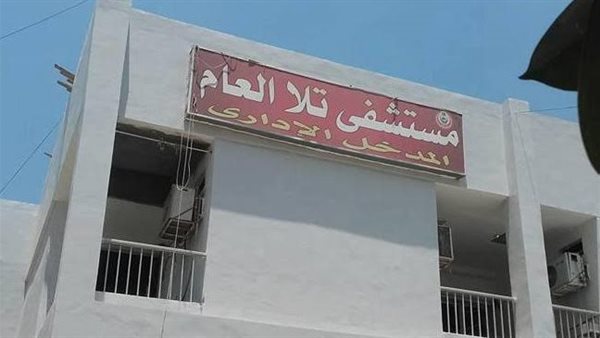 مستشفى تلا العام
المدخل الإدارى